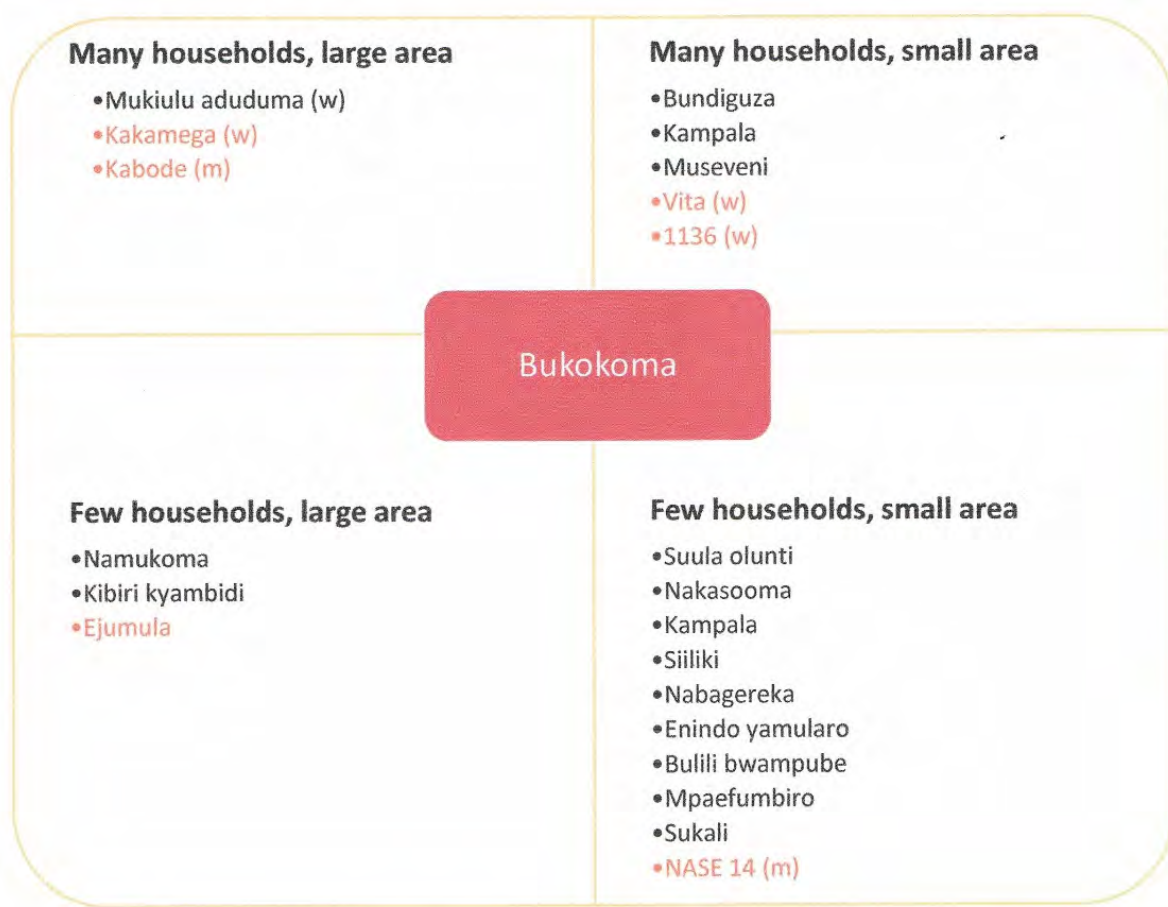 Many households, large area
•Mukiulu aduduma (w)
•Kakamega (w)
•Kabode (m)
Many households, small area
•Bundiguza
•Kampala
•Museveni
•Vita (w)
•1136 (w)
Bukokoma
Few households, large area
•Namukoma
•Kibiri kyambidi
•Ejumula
Few households, small area
•Suula olunti
•Nakasooma
•Kampala
•Siiliki
•Nabagereka
•Enindo yamularo
•Bulili bwampube
•Mpaefumbiro
•Sukali
•NASE 14 (m)